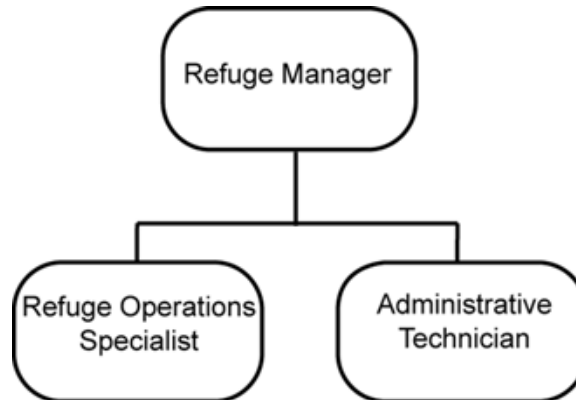 Refuge Manager
Refuge Operations
Specialist
Administrative
Technician